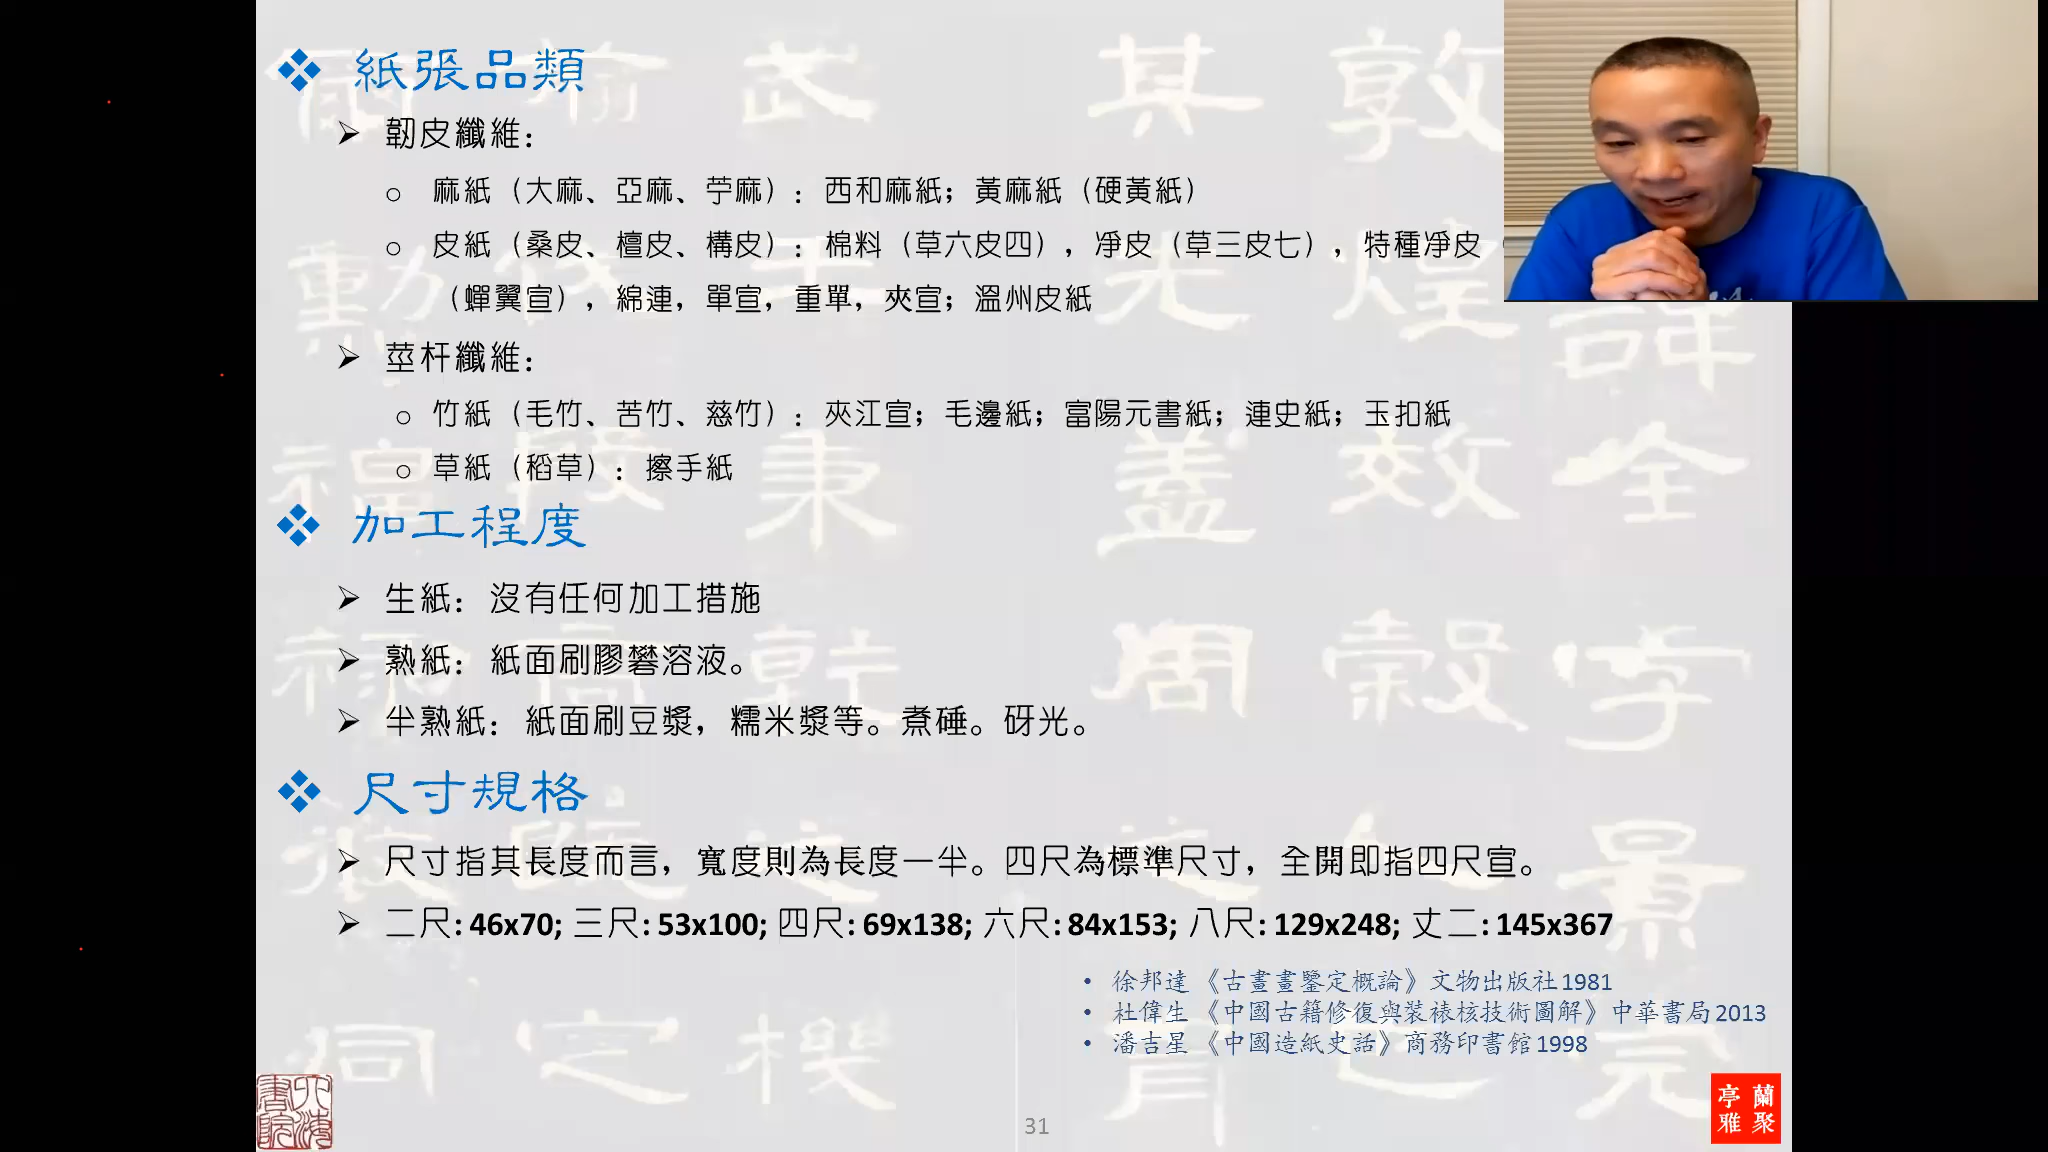 紙張品類
韌皮纖維：
麻紙（大麻、亞麻、苧麻）：西和麻紙；黃麻紙（硬黃紙）
皮紙（桑皮、檀皮、構皮）：棉料（草六皮四），凈皮（草三皮七），特種凈皮
（蟬翼宣），綿連，單宣，重單，夾宣；溫州皮紙
莖杆纖維：
竹紙（毛竹、苦竹、慈竹）：夾江宣；毛邊紙；富陽元書紙；連史紙；玉扣紙
草紙（稻草）：擦手紙
加工程度
生紙：沒有任何加工措施
熟紙：紙面刷膠礬溶液。
半熟紙：紙面刷豆漿，糯米漿等。煮硾。砑光。
尺寸規格
尺寸指其長度而言，寬度則為長度一半。四尺為標準尺寸，全開即指四尺宣。
二尺：46x70; 三尺：53x100; 四尺：69x138; 六尺：84x153; 八尺：129x248; 丈二：145x367
徐邦達《古書畫鑒定概論》文物出版社1981
杜偉生《中國古籍修復與裝裱核技術圖解》中華書局2013
潘吉星《中國造紙史話》商務印書館1998
31
蘭聚
亭雅